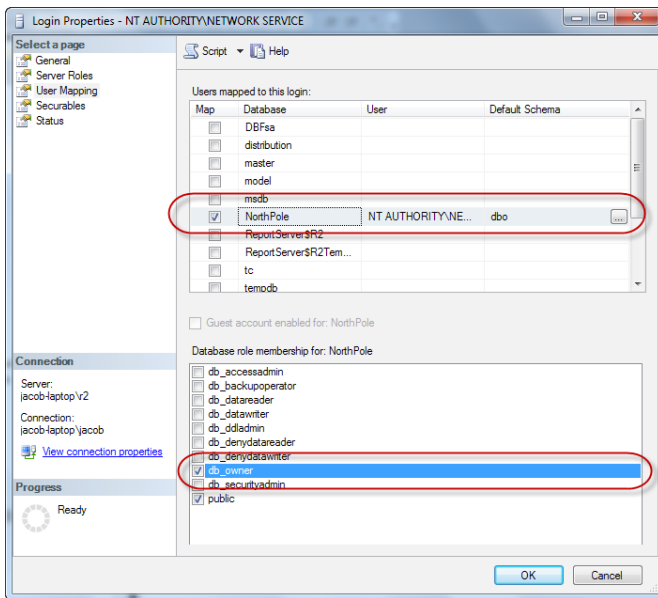 Login Properties - NT AUTHORITY\NETWORK SERVICE
Select a page
General
Server Roles
User Mapping
Securables
Status
Script
Help
Users mapped to this login:
Map Database User Default Schema
DBFsa
distribution
master
model
msdb
NorthPole NT AUTHORITY\NE... dbo ...
ReportServer$R2
ReportServer$R2Tem...
tc
tempdb
Guest account enabled for: NorthPole
Database role membership for: NorthPole
db_accessadmin
db_backupoperator
db_datareader
db_datawriter
db_ddladmin
db_denydatareader
db_denydatawriter
db_owner
db_securityadmin
public
Connection
Server:
jacob-laptop\r2
Connection:
jacob-laptop\jacob
View connection properties
Progress
Ready
OK Cancel